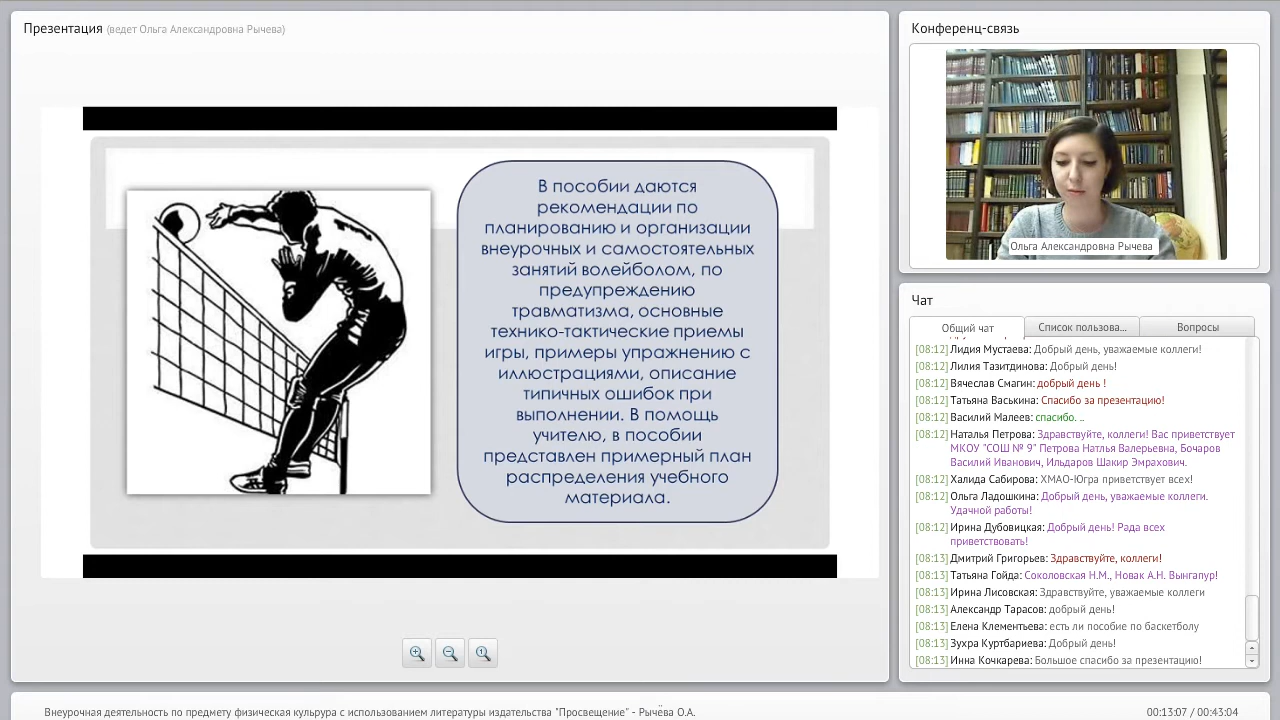 Презентация (ведет Ольга Александровна Рычева)
В пособии даются
рекомендации по
планированию и организации
внеурочных и самостоятельных
занятий волейболом, по
предупреждению
травматизма, основные
технико-тактические приемы
игры, примеры упражнению с
иллюстрациями, описание
типичных ошибок при
выполнении. В помощь
учителю, в пособии
представлен примерный план
распределения учебного
материала.
Конференц-связь
Ольга Александровна Рычева
Чат
Общий чат
Список пользова...
Вопросы
[08:12] Лидия Мустаева: Добрый день, уважаемые коллеги!
[08:12] Лилия Тазитдинова: Добрый день!
[08:12] Вячеслав Смагин: добрый день !
[08:12] Татьяна Васькина: Спасибо за презентацию!
[08:12] Василий Малеев: спасибо. ..
[08:12] Наталья Петрова: Здравствуйте, коллеги! Вас приветствует
МКОУ "СОШ № 9" Петрова Натлья Валерьевна, Бочаров
Василий Иванович, Ильдаров Шакир Эмрахович.
[08:12] Халида Сабирова: ХМАО-Югра приветствует всех!
[08:12] Ольга Ладошкина: Добрый день, уважаемые коллеги.
Удачной работы!
[08:12] Ирина Дубовицкая: Добрый день! Рада всех
приветствовать!
[08:13] Дмитрий Григорьев: Здравствуйте, коллеги!
[08:13] Татьяна Гойда: Соколовская Н.М., Новак А.Н. Вынгапур!
[08:13] Ирина Лисовская: Здравствуйте, уважаемые коллеги
[08:13] Александр Тарасов: добрый день!
[08:13] Елена Клементьева: есть ли пособие по баскетболу
[08:13] Зухра Куртбариева: Добрый день!
[08:13] Инна Кочкарева: Большое спасибо за презентацию!
Внеурочная деятельность по предмету физическая кульрура с использованием литературы издательства "Просвещение" - Рычёва О.А.
00:13:07 / 00:43:04